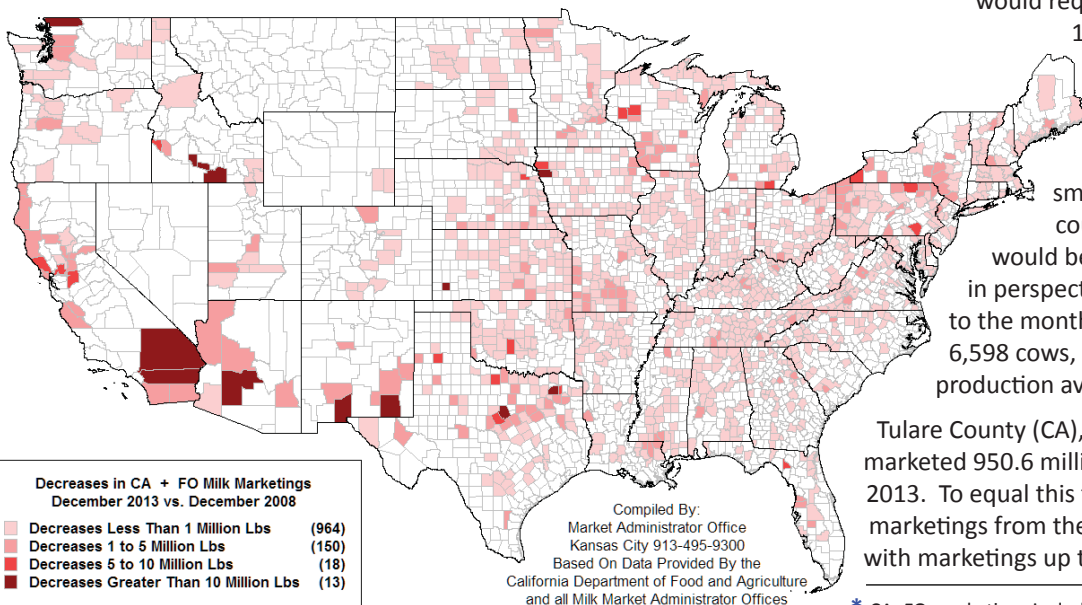 would requ
1
sm
co
would be
in perspect
to the month
6,598 cows,
production av
Tulare County (CA),
marketed 950.6 milli
2013. To equal this
marketings from the
with marketings up t
Decreases in CA + FO Milk Marketings
December 2013 vs. December 2008
Decreases Less Than 1 Million Lbs (964)
Decreases 1 to 5 Million Lbs (150)
Decreases 5 to 10 Million Lbs (18)
Decreases Greater Than 10 Million Lbs (13)
Compiled By:
Market Administrator Office
Kansas City 913-495-9300
Based On Data Provided By the
California Department of Food and Agriculture
and all Milk Market Administrator Offices